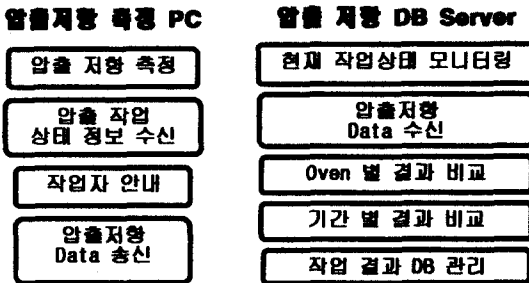 압출저항 측정 PC
압출 저항 측정
압출 작업
상태 정보 수신
작업자 안내
압출저항
Data 송신
압출 저항 DB Server
현재 작업상태 모니터링
압출저항
Data 수신
Oven 별 결과 비교
기간 별 결과 비교
작업 결과 DB 관리